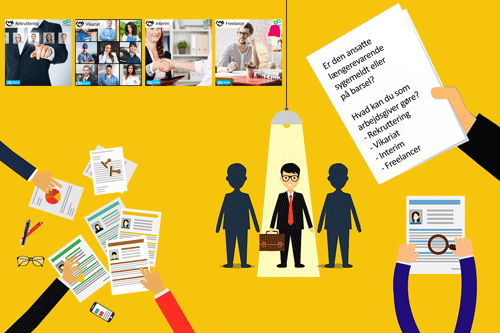 Rekruttering
Vikariat
Interim
Freelance
Er den ansatte
længerevarende
sygemeldt eller
på barsel?
Hvad kan du som
arbejdsgiver gøre?
- Rekruttering
- Vikariat
- Interim
- Freelancer